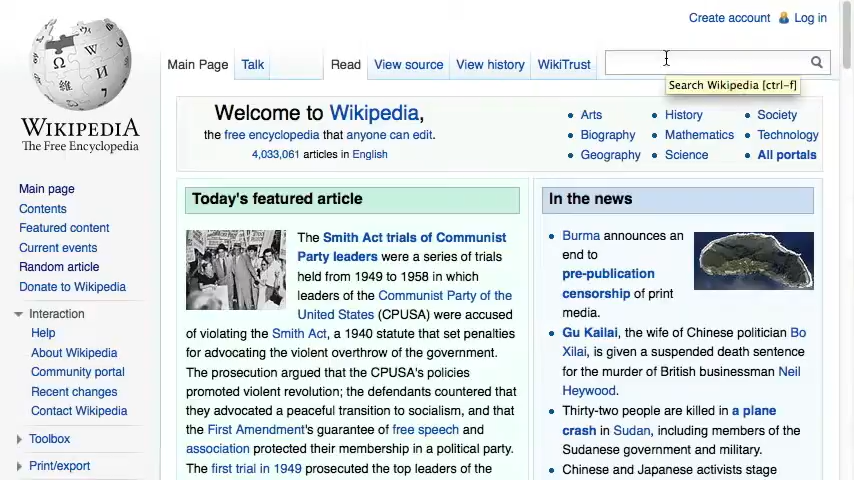 Create account Log in
Main Page Talk Read View source View history WikiTrust
Search Wikipedia [ctrl-f]
WIKIPEDIA
The Free Encyclopedia
Main page
Contents
Featured content
Current events
Random article
Donate to Wikipedia
Interaction
Help
About Wikipedia
Community portal
Recent changes
Contact Wikipedia
Toolbox
Print/export
Welcome to Wikipedia,
the free encyclopedia that anyone can edit.
4,033,061 articles in English
Arts History Society
Biography Mathematics Technology
Geography Science All portals
Today's featured article
The Smith Act trials of Communist
Party leaders were a series of trials
held from 1949 to 1958 in which
leaders of the Communist Party of the
United States (CPUSA) were accused
of violating the Smith Act, a 1940 statute that set penalties
for advocating the violent overthrow of the government.
The prosecution argued that the CPUSA's policies
promoted violent revolution; the defendants countered that
they advocated a peaceful transition to socialism, and that
the First Amendment's guarantee of free speech and
association protected their membership in a political party.
The first trial in 1949 prosecuted the top leaders of the
In the news
Burma announces an
end to
pre-publication
censorship of print
media.
Gu Kailai, the wife of Chinese politician Bo
Xilai, is given a suspended death sentence
for the murder of British businessman Neil
Heywood.
Thirty-two people are killed in a plane
crash in Sudan, including members of the
Sudanese government and military.
Chinese and Japanese activists stage